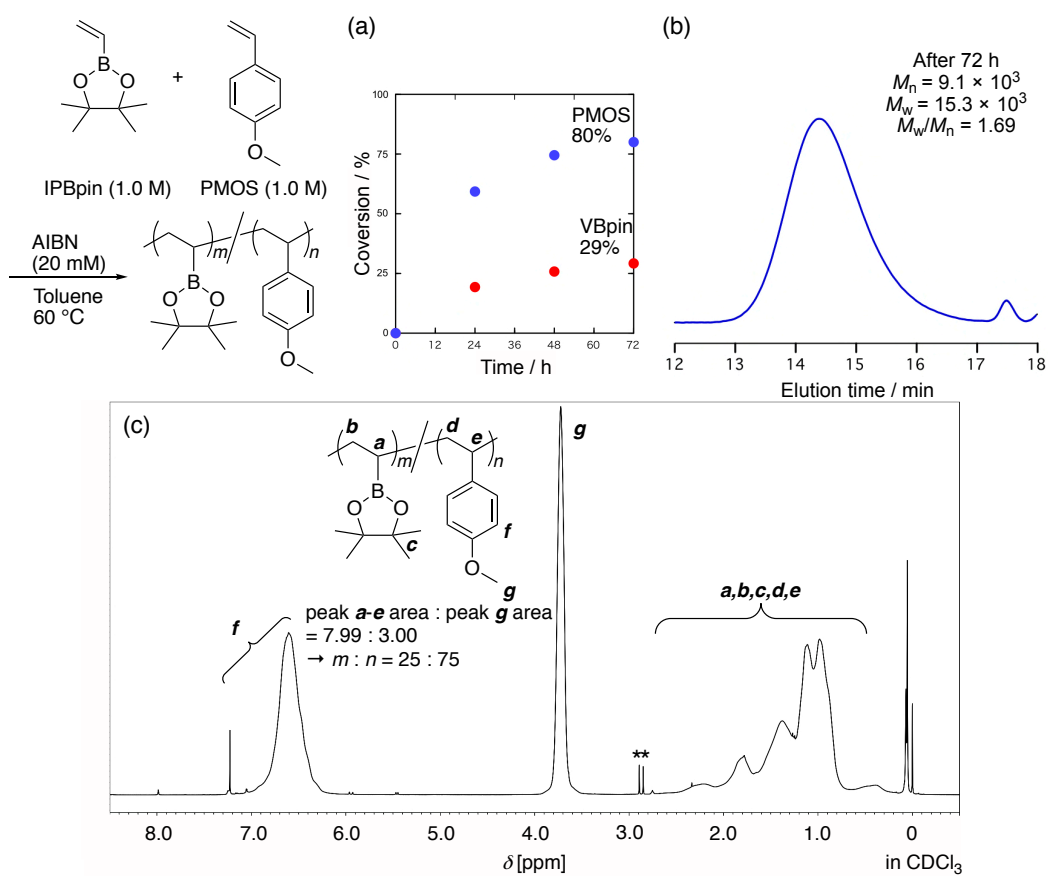 B
O
O
+
O
IPBpin (1.0 M)
PMOS (1.0 M)
AIBN
(20 mM)
Toluene
60 °C
m
n
B
O
O
O
(a)
100
75
50
25
0
0
12
24
36
48
60
72
Coversion / %
Time / h
PMOS
80%
VBpin
29%
(b)
After 72 h
Mn = 9.1 × 10³
Mw = 15.3 × 10³
Mw/Mn = 1.69
12
13
14
15
16
17
18
Elution time / min
(c)
b
a
m
d
e
n
B
O
O
c
f
O
g
g
peak a-e area : peak g area
= 7.99 : 3.00
→ m : n = 25 : 75
f
a,b,c,d,e
**
8.0
7.0
6.0
5.0
4.0
3.0
2.0
1.0
0
δ [ppm]
in CDCl₃